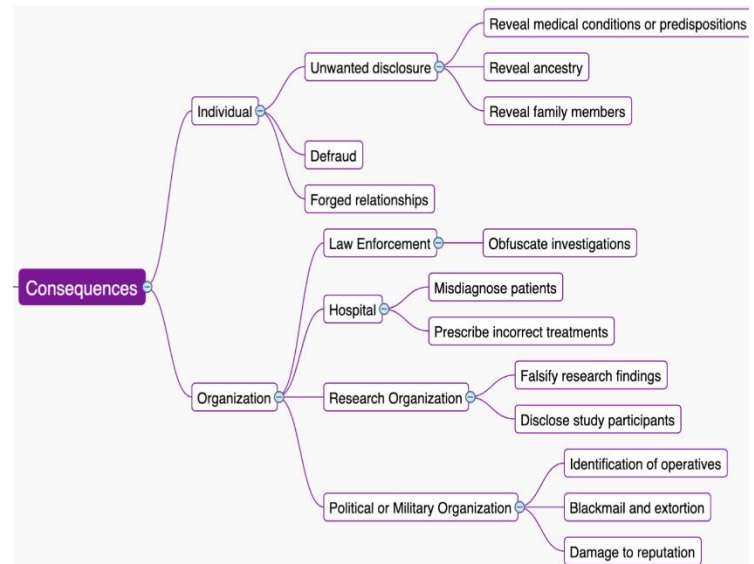 Consequences
Individual
Unwanted disclosure
Reveal medical conditions or predispositions
Reveal ancestry
Reveal family members
Defraud
Forged relationships
Organization
Law Enforcement
Obfuscate investigations
Hospital
Misdiagnose patients
Prescribe incorrect treatments
Research Organization
Falsify research findings
Disclose study participants
Political or Military Organization
Identification of operatives
Blackmail and extortion
Damage to reputation